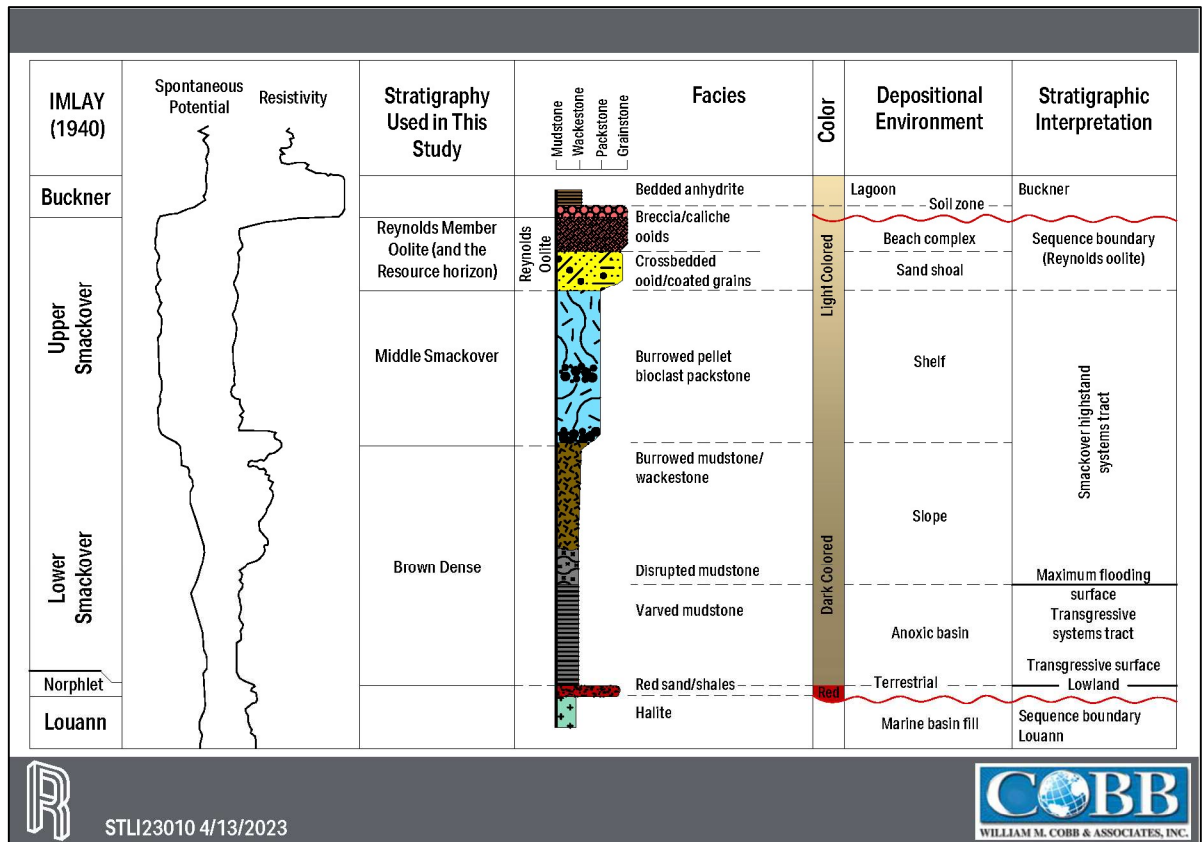 IMLAY
(1940)
Spontaneous
Potential
Resistivity
Stratigraphy
Used in This
Study
Mudstone
Wackestone
Packstone
Grainstone
Facies
Color
Depositional
Environment
Stratigraphic
Interpretation
Buckner
Upper
Smackover
Lower
Smackover
Norphlet
Louann
Reynolds Member
Oolite (and the
Resource horizon)
Middle Smackover
Brown Dense
Reynolds
Oolite
Bedded anhydrite
Breccia/caliche
ooids
Crossbedded
ooid/coated grains
Burrowed pellet
bioclast packstone
Burrowed mudstone/
wackestone
Disrupted mudstone
Varved mudstone
Red sand/shales
Halite
Light Colored
Dark Colored
Red
Lagoon
Soil zone
Beach complex
Sand shoal
Shelf
Slope
Anoxic basin
Terrestrial
Marine basin fill
Buckner
Sequence boundary
(Reynolds oolite)
Smackover highstand
systems tract
Maximum flooding
surface
Transgressive
systems tract
Transgressive surface
Lowland
Sequence boundary
Louann
R
STLI23010 4/13/2023
COBB
WILLIAM M. COBB & ASSOCIATES, INC.